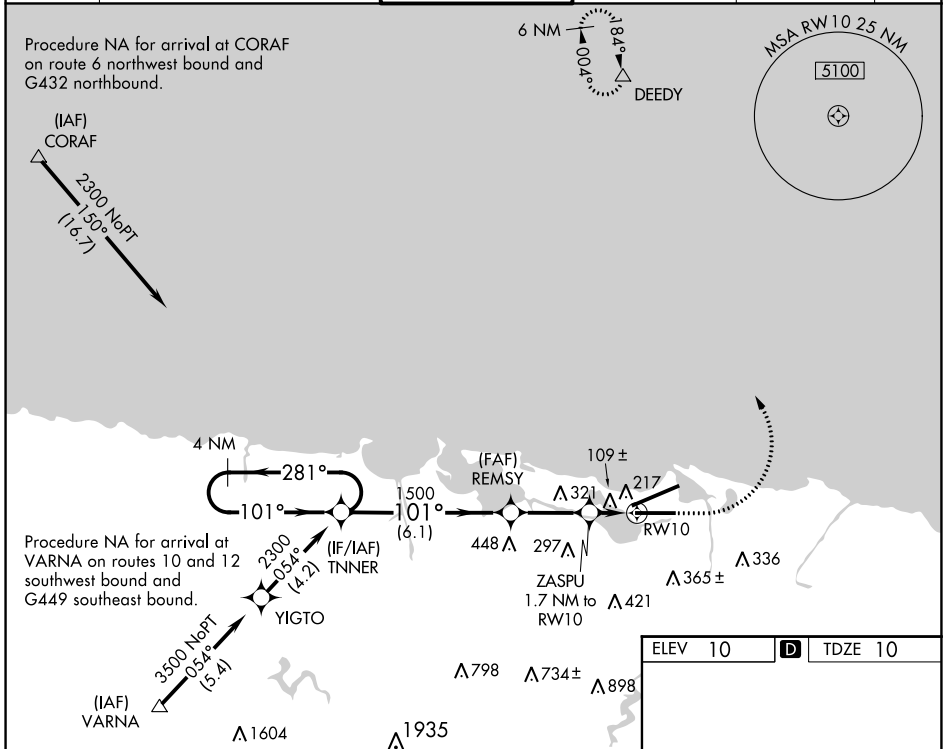 Procedure NA for arrival at CORAF
on route 6 northwest bound and
G432 northbound.
6 NM
184°
004°
DEEDY
MSA RW10 25 NM
5100
(IAF)
CORAF
2300 NoPT
150°
(16.7)
4 NM
281°
101°
(IF/IAF)
TNNER
1500
101°
(6.1)
(FAF)
REMSY
109 ±
321
217
RW10
448
297
ZASPU
1.7 NM to
RW10
336
365 ±
421
Procedure NA for arrival at
VARNA on routes 10 and 12
southwest bound and
G449 southeast bound.
2300
054°
(4.2)
YIGTO
3500 NoPT
054°
(5.4)
(IAF)
VARNA
798
734 ±
898
1604
1935
ELEV 10 D TDZE 10